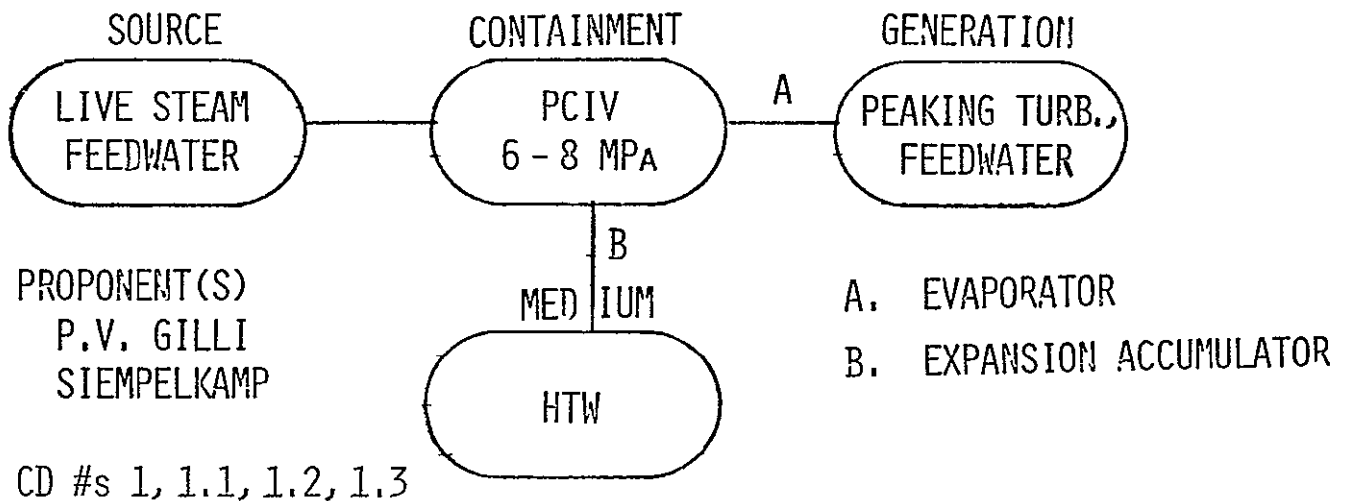 SOURCE
CONTAINMENT
GENERATION
LIVE STEAM
FEEDWATER
PCIV
6-8 MPA
A
PEAKING TURB.,
FEEDWATER
B
PROPONENT(S)
P.V. GILLI
SIEMPELKAMP
MEDIUM
HTW
A. EVAPORATOR
B. EXPANSION ACCUMULATOR
CD #s 1, 1.1, 1.2, 1.3